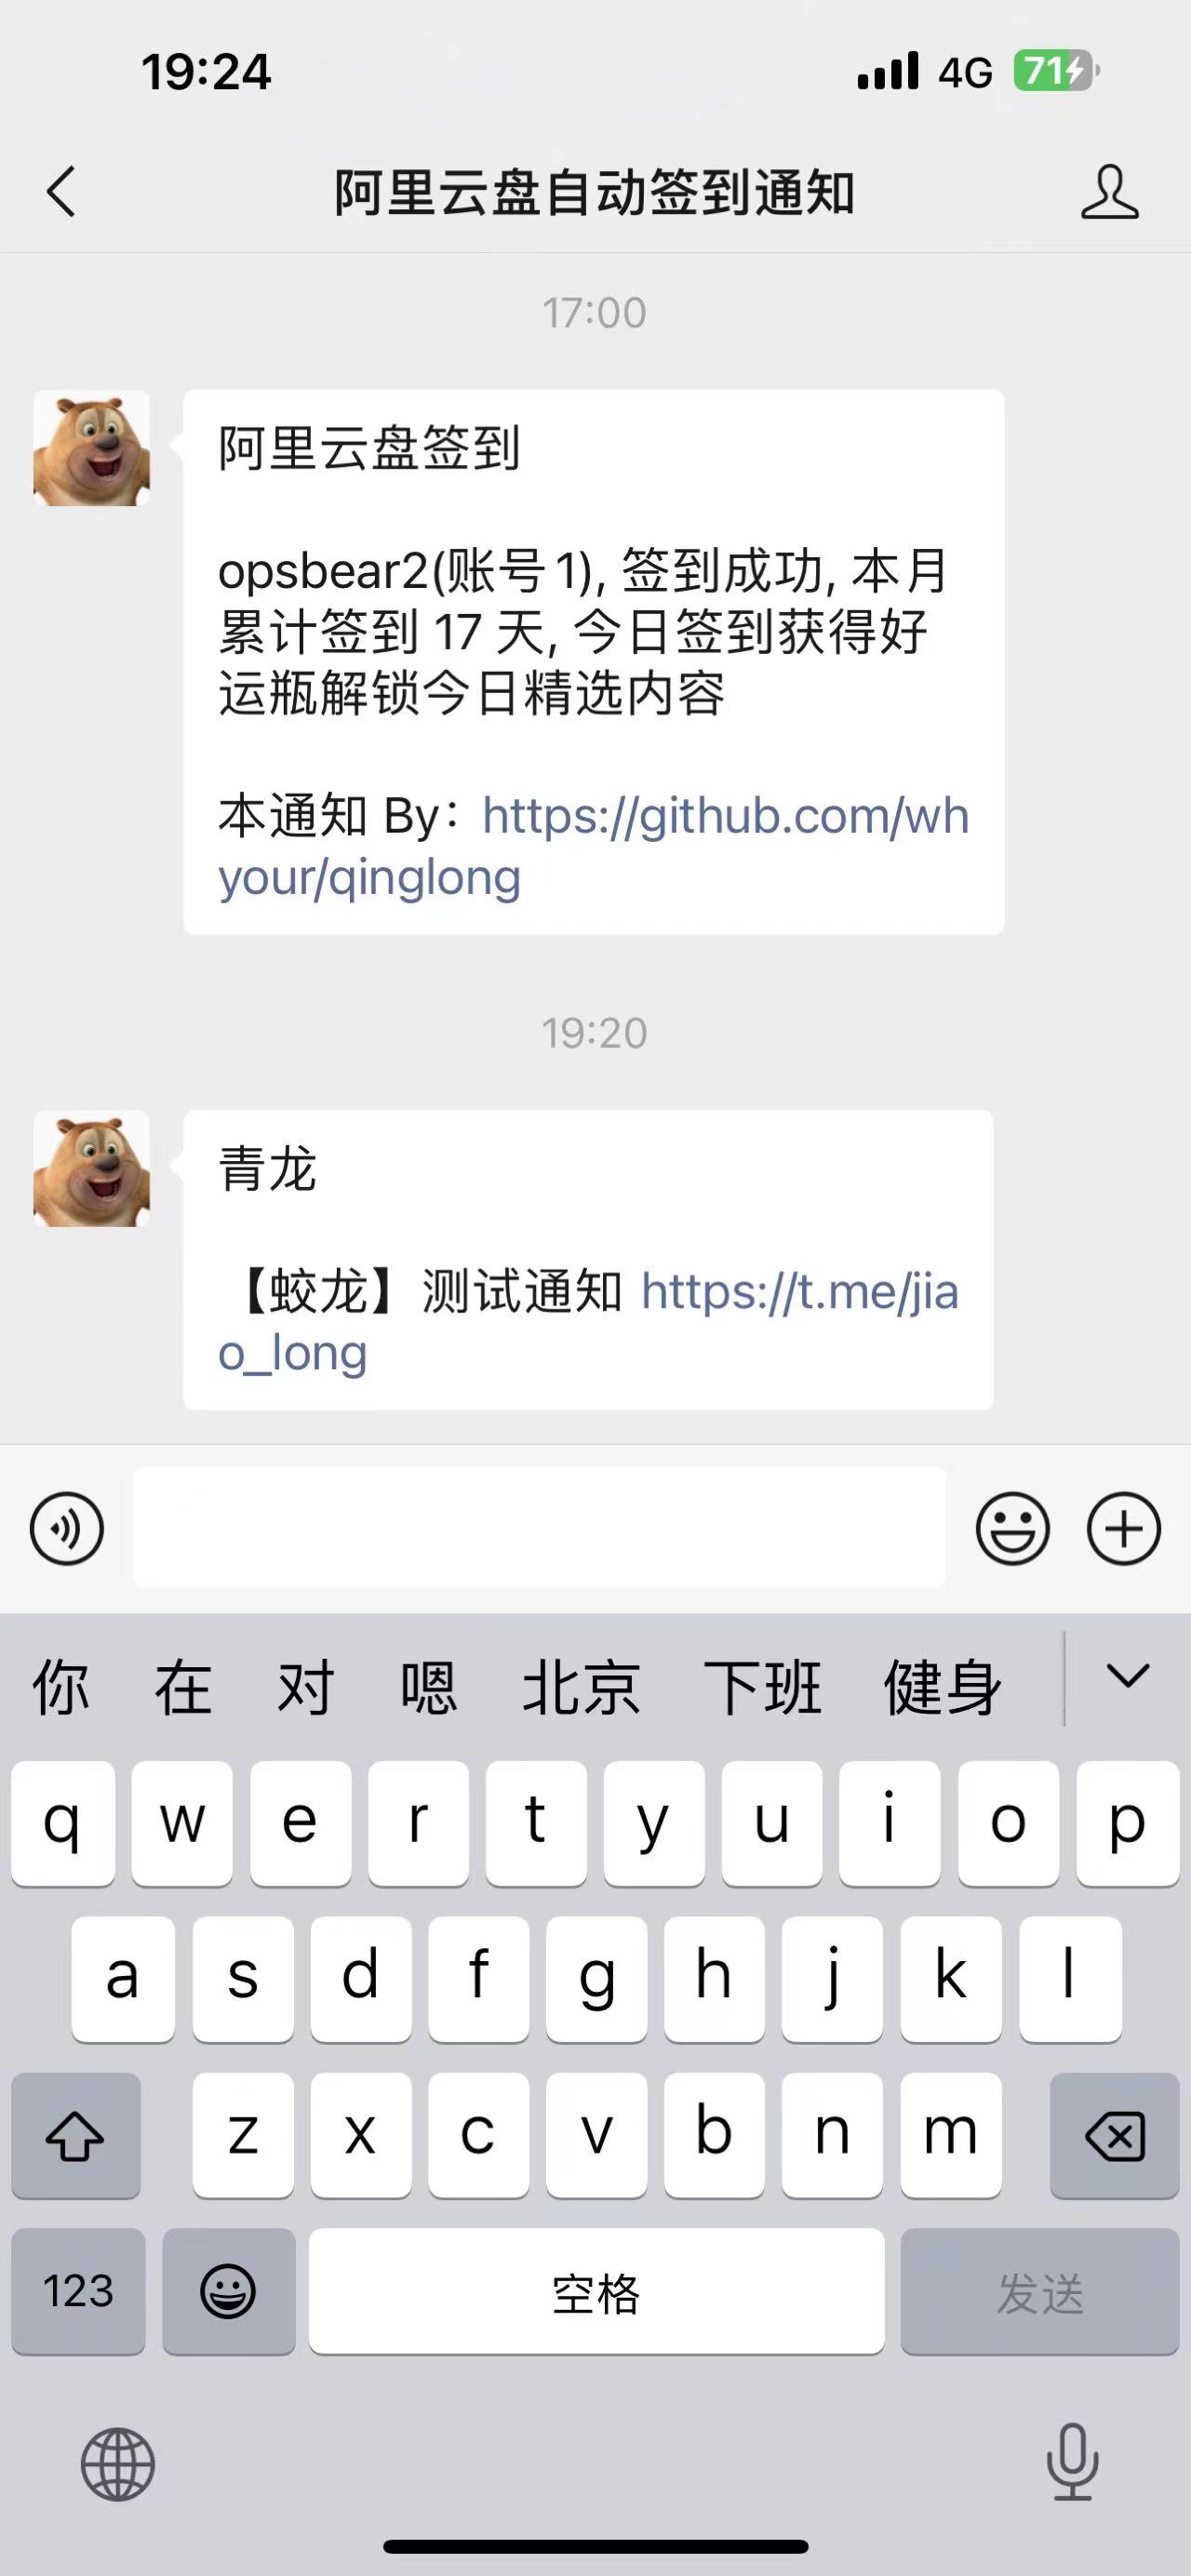 19:24 4G 71
阿里云盘自动签到通知
17:00
阿里云盘签到
opsbear2(账号1), 签到成功, 本月
累计签到 17 天, 今日签到获得好
运瓶解锁今日精选内容
本通知 By：https://github.com/wh
your/qinglong
19:20
青龙
【蛟龙】测试通知 https://t.me/jia
o_long
你 在 对 嗯 北京 下班 健身
q w e r t y u i o p
a s d f g h j k l
z x c v b n m
123 空格 发送